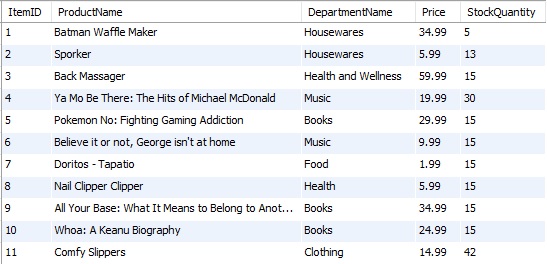 ItemID ProductName DepartmentName Price StockQuantity
1 Batman Waffle Maker Housewares 34.99 5
2 Sporker Housewares 5.99 13
3 Back Massager Health and Wellness 59.99 15
4 Ya Mo Be There: The Hits of Michael McDonald Music 19.99 30
5 Pokemon No: Fighting Gaming Addiction Books 29.99 15
6 Believe it or not, George isn't at home Music 9.99 15
7 Doritos - Tapatio Food 1.99 15
8 Nail Clipper Clipper Health 5.99 15
9 All Your Base: What It Means to Belong to Anot... Books 34.99 15
10 Whoa: A Keanu Biography Books 24.99 15
11 Comfy Slippers Clothing 14.99 42